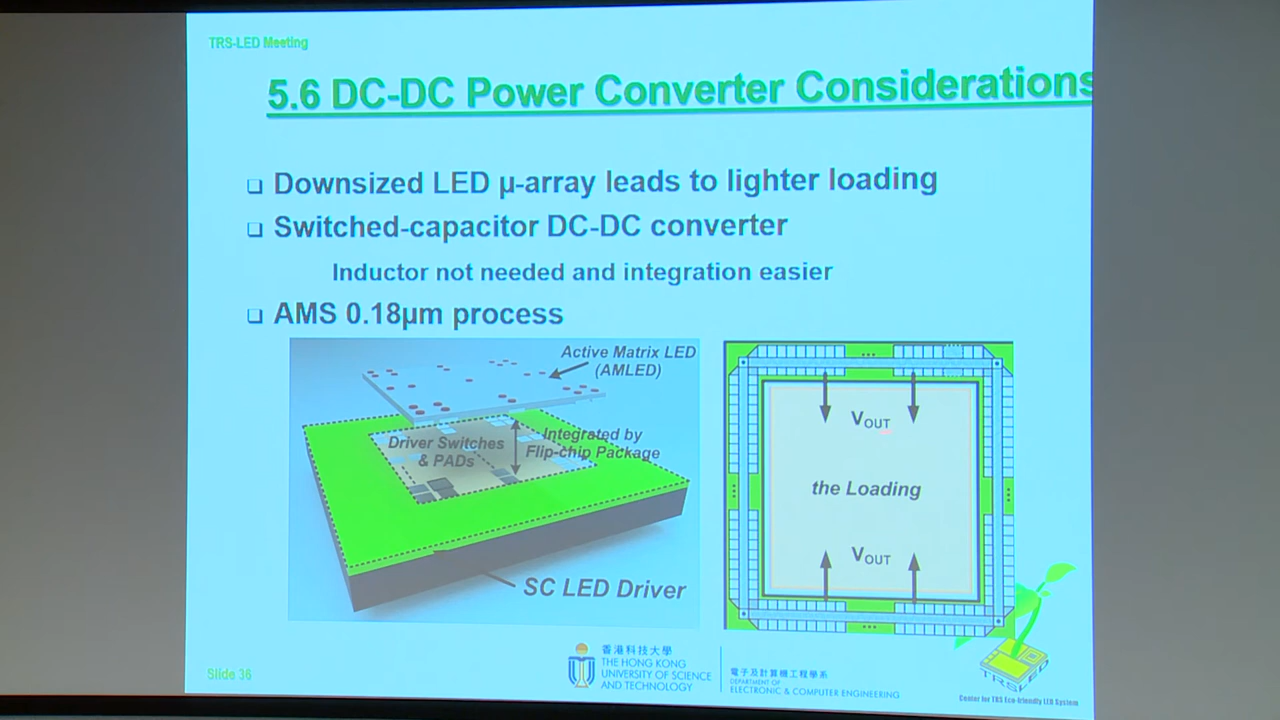 TRS-LED Meeting
5.6 DC-DC Power Converter Considerations
❑ Downsized LED μ-array leads to lighter loading
❑ Switched-capacitor DC-DC converter
Inductor not needed and integration easier
❑ AMS 0.18μm process
Active Matrix LED
(AMLED)
Driver Switches
& PADs
Integrated by
Flip-chip Package
SC LED Driver
VOUT
the Loading
VOUT
Slide 36
香港科技大學
THE HONG KONG
UNIVERSITY OF SCIENCE
AND TECHNOLOGY
電子及計算機工程學系
DEPARTMENT OF
ELECTRONIC & COMPUTER ENGINEERING
TRSLED
Center for TRS Eco-friendly LED System